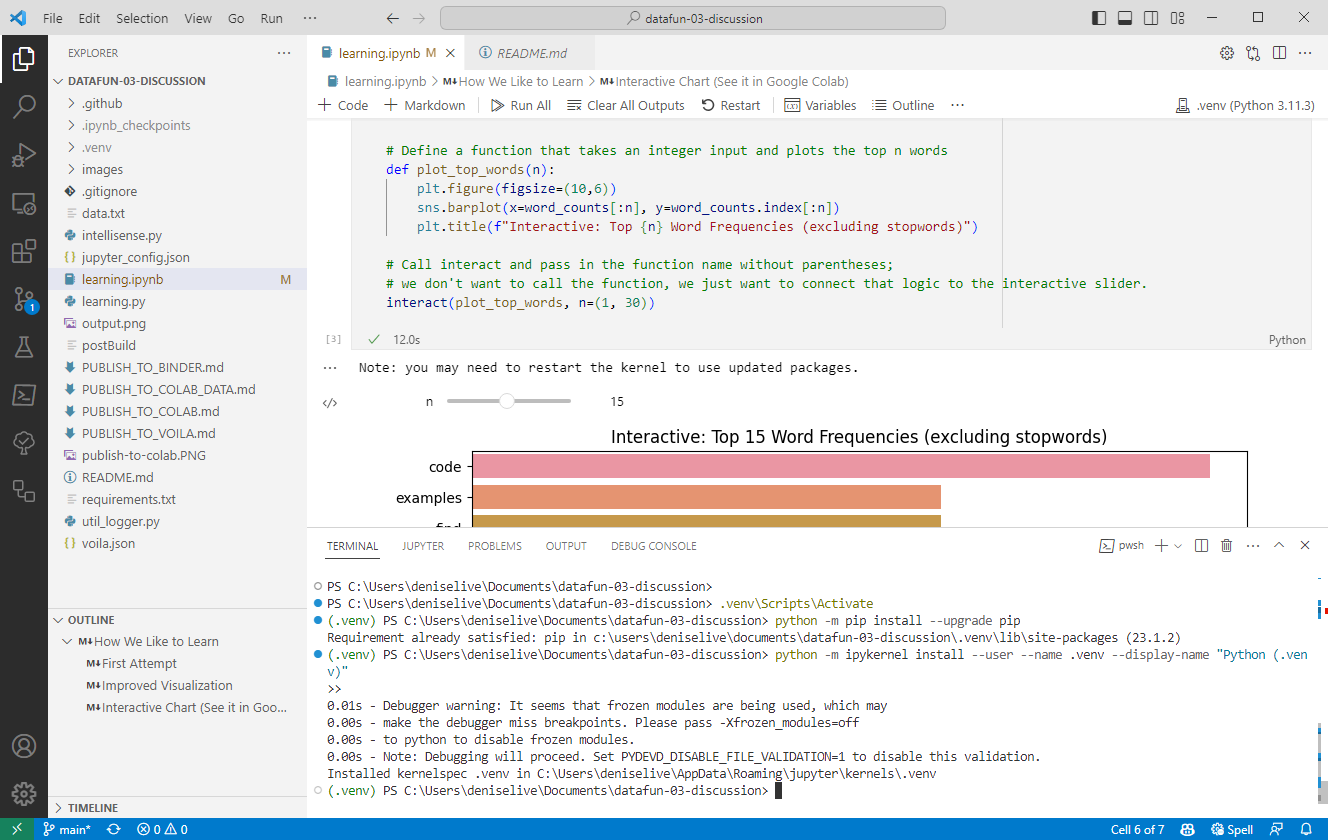 File Edit Selection View Go Run ···
datafun-03-discussion
EXPLORER ···
DATAFUN-03-DISCUSSION
.github
.ipynb_checkpoints
.venv
images
.gitignore
data.txt
intellisense.py
jupyter_config.json
learning.ipynb M
learning.py
output.png
postBuild
PUBLISH_TO_BINDER.md
PUBLISH_TO_COLAB_DATA.md
PUBLISH_TO_COLAB.md
PUBLISH_TO_VOILA.md
publish-to-colab.PNG
README.md
requirements.txt
util_logger.py
voila.json
OUTLINE
M↓How We Like to Learn
M↓First Attempt
M↓Improved Visualization
M↓Interactive Chart (See it in Goo...
TIMELINE
learning.ipynb M README.md
learning.ipynb > M↓How We Like to Learn > M↓Interactive Chart (See it in Google Colab)
+ Code + Markdown Run All Clear All Outputs Restart Variables Outline ··· .venv (Python 3.11.3)
# Define a function that takes an integer input and plots the top n words
def plot_top_words(n):
plt.figure(figsize=(10,6))
sns.barplot(x=word_counts[:n], y=word_counts.index[:n])
plt.title(f"Interactive: Top {n} Word Frequencies (excluding stopwords)")
# Call interact and pass in the function name without parentheses;
# we don't want to call the function, we just want to connect that logic to the interactive slider.
interact(plot_top_words, n=(1, 30))
[3] 12.0s Python
··· Note: you may need to restart the kernel to use updated packages.
</> n 15
Interactive: Top 15 Word Frequencies (excluding stopwords)
code
examples
find
TERMINAL JUPYTER PROBLEMS OUTPUT DEBUG CONSOLE pwsh
PS C:\Users\deniselive\Documents\datafun-03-discussion>
PS C:\Users\deniselive\Documents\datafun-03-discussion> .venv\Scripts\Activate
(.venv) PS C:\Users\deniselive\Documents\datafun-03-discussion> python -m pip install --upgrade pip
Requirement already satisfied: pip in c:\users\deniselive\documents\datafun-03-discussion\.venv\lib\site-packages (23.1.2)
(.venv) PS C:\Users\deniselive\Documents\datafun-03-discussion> python -m ipykernel install --user --name .venv --display-name "Python (.ven
v)"
>>
0.01s - Debugger warning: It seems that frozen modules are being used, which may
0.00s - make the debugger miss breakpoints. Please pass -Xfrozen_modules=off
0.00s - to python to disable frozen modules.
0.00s - Note: Debugging will proceed. Set PYDEVD_DISABLE_FILE_VALIDATION=1 to disable this validation.
Installed kernelspec .venv in C:\Users\deniselive\AppData\Roaming\jupyter\kernels\.venv
(.venv) PS C:\Users\deniselive\Documents\datafun-03-discussion>
1
main* 0 0 Cell 6 of 7 Spell